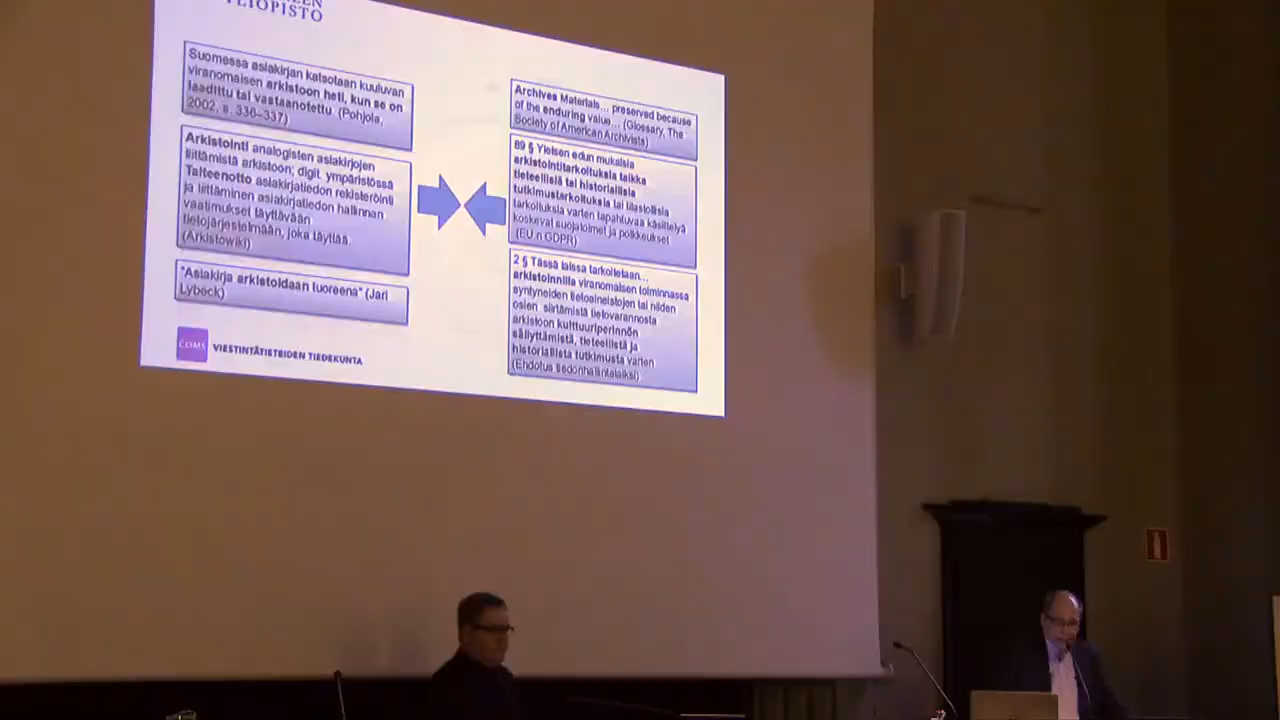 YLIOPISTO
Suomessa asiakirjan katsotaan kuuluvan
viranomaisen arkistoon heti, kun se on
laadittu tai vastaanotettu. (Pohjola,
2002, s. 336–337)
Arkistointi analogisten asiakirjojen
liittämistä arkistoon; digit. ympäristössä
Talteenotto asiakirjatiedon rekisteröinti
ja liittäminen asiakirjatiedon hallinnan
vaatimukset täyttävään
tietojärjestelmään, joka täyttää.
(Arkistowiki)
"Asiakirja arkistoidaan tuoreena" (Jari
Lybeck)
COMS
VIESTINTÄTIETEIDEN TIEDEKUNTA
Archives Materials… preserved because
of the enduring value… (Glossary, The
Society of American Archivists)
89 § Yleisen edun mukaisia
arkistointitarkoituksia taikka
tieteellisiä tai historiallisia
tutkimustarkoituksia tai tilastollisia
tarkoituksia varten tapahtuvaa käsittelyä
koskevat suojatoimet ja poikkeukset
(EU:n GDPR)
2 § Tässä laissa tarkoitetaan…
arkistoinnilla viranomaisen toiminnassa
syntyneiden tietoaineistojen tai niiden
osien siirtämistä tietovarannosta
arkistoon kulttuuriperinnön
säilyttämistä, tieteellistä ja
historiallista tutkimusta varten
(Ehdotus tiedonhallintalaiksi)